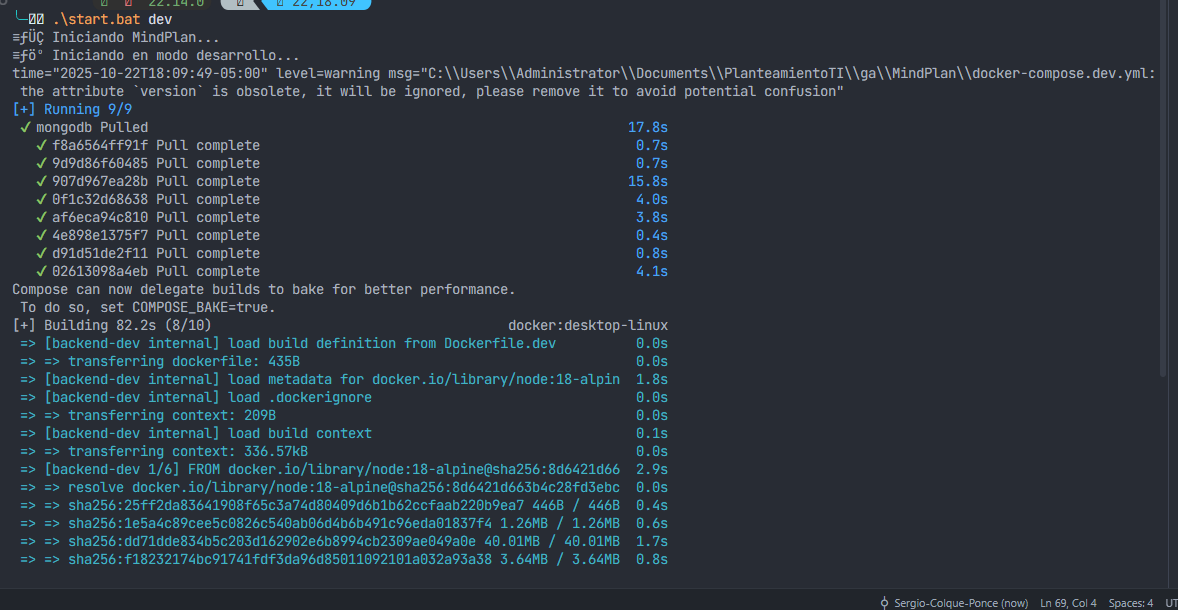 22.14.0 22,18:09
╰─ .\start.bat dev
≡ƒÜÇ Iniciando MindPlan...
≡ƒöº Iniciando en modo desarrollo...
time="2025-10-22T18:09:49-05:00" level=warning msg="C:\\Users\\Administrator\\Documents\\PlanteamientoTI\\ga\\MindPlan\\docker-compose.dev.yml:
the attribute `version` is obsolete, it will be ignored, please remove it to avoid potential confusion"
[+] Running 9/9
✔ mongodb Pulled 17.8s
✔ f8a6564ff91f Pull complete 0.7s
✔ 9d9d86f60485 Pull complete 0.7s
✔ 907d967ea28b Pull complete 15.8s
✔ 0f1c32d68638 Pull complete 4.0s
✔ af6eca94c810 Pull complete 3.8s
✔ 4e898e1375f7 Pull complete 0.4s
✔ d91d51de2f11 Pull complete 0.8s
✔ 02613098a4eb Pull complete 4.1s
Compose can now delegate builds to bake for better performance.
To do so, set COMPOSE_BAKE=true.
[+] Building 82.2s (8/10) docker:desktop-linux
=> [backend-dev internal] load build definition from Dockerfile.dev 0.0s
=> => transferring dockerfile: 435B 0.0s
=> [backend-dev internal] load metadata for docker.io/library/node:18-alpin 1.8s
=> [backend-dev internal] load .dockerignore 0.0s
=> => transferring context: 209B 0.0s
=> [backend-dev internal] load build context 0.1s
=> => transferring context: 336.57kB 0.0s
=> [backend-dev 1/6] FROM docker.io/library/node:18-alpine@sha256:8d6421d66 2.9s
=> => resolve docker.io/library/node:18-alpine@sha256:8d6421d663b4c28fd3ebc 0.0s
=> => sha256:25ff2da83641908f65c3a74d80409d6b1b62ccfaab220b9ea7 446B / 446B 0.4s
=> => sha256:1e5a4c89cee5c0826c540ab06d4b6b491c96eda01837f4 1.26MB / 1.26MB 0.6s
=> => sha256:dd71dde834b5c203d162902e6b8994cb2309ae049a0e 40.01MB / 40.01MB 1.7s
=> => sha256:f18232174bc91741fdf3da96d85011092101a032a93a38 3.64MB / 3.64MB 0.8s
Sergio-Colque-Ponce (now) Ln 69, Col 4 Spaces: 4